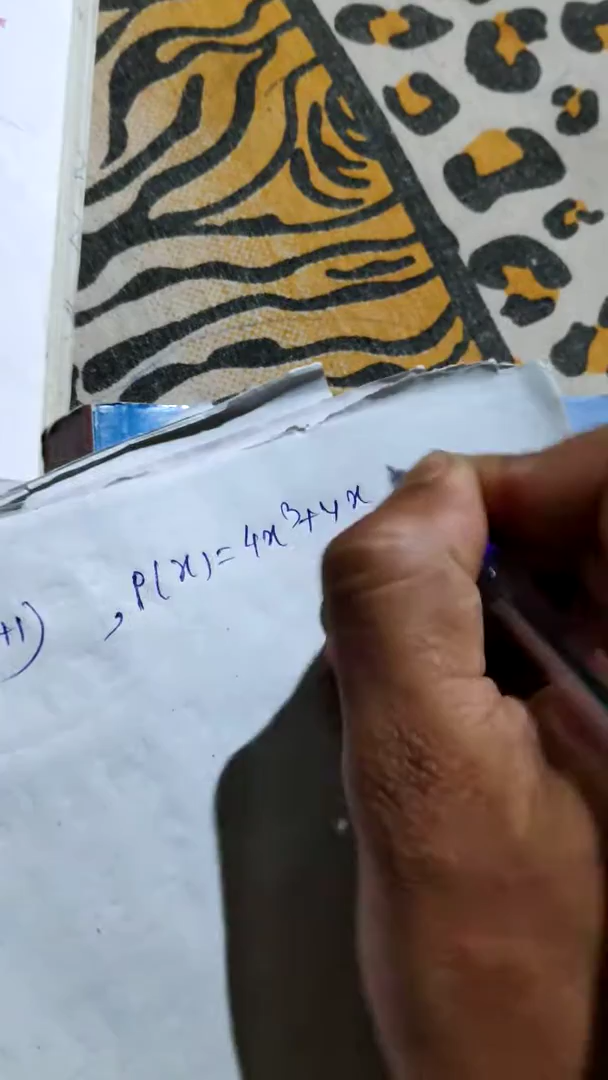 +1) , P(x)= 4x³+4x